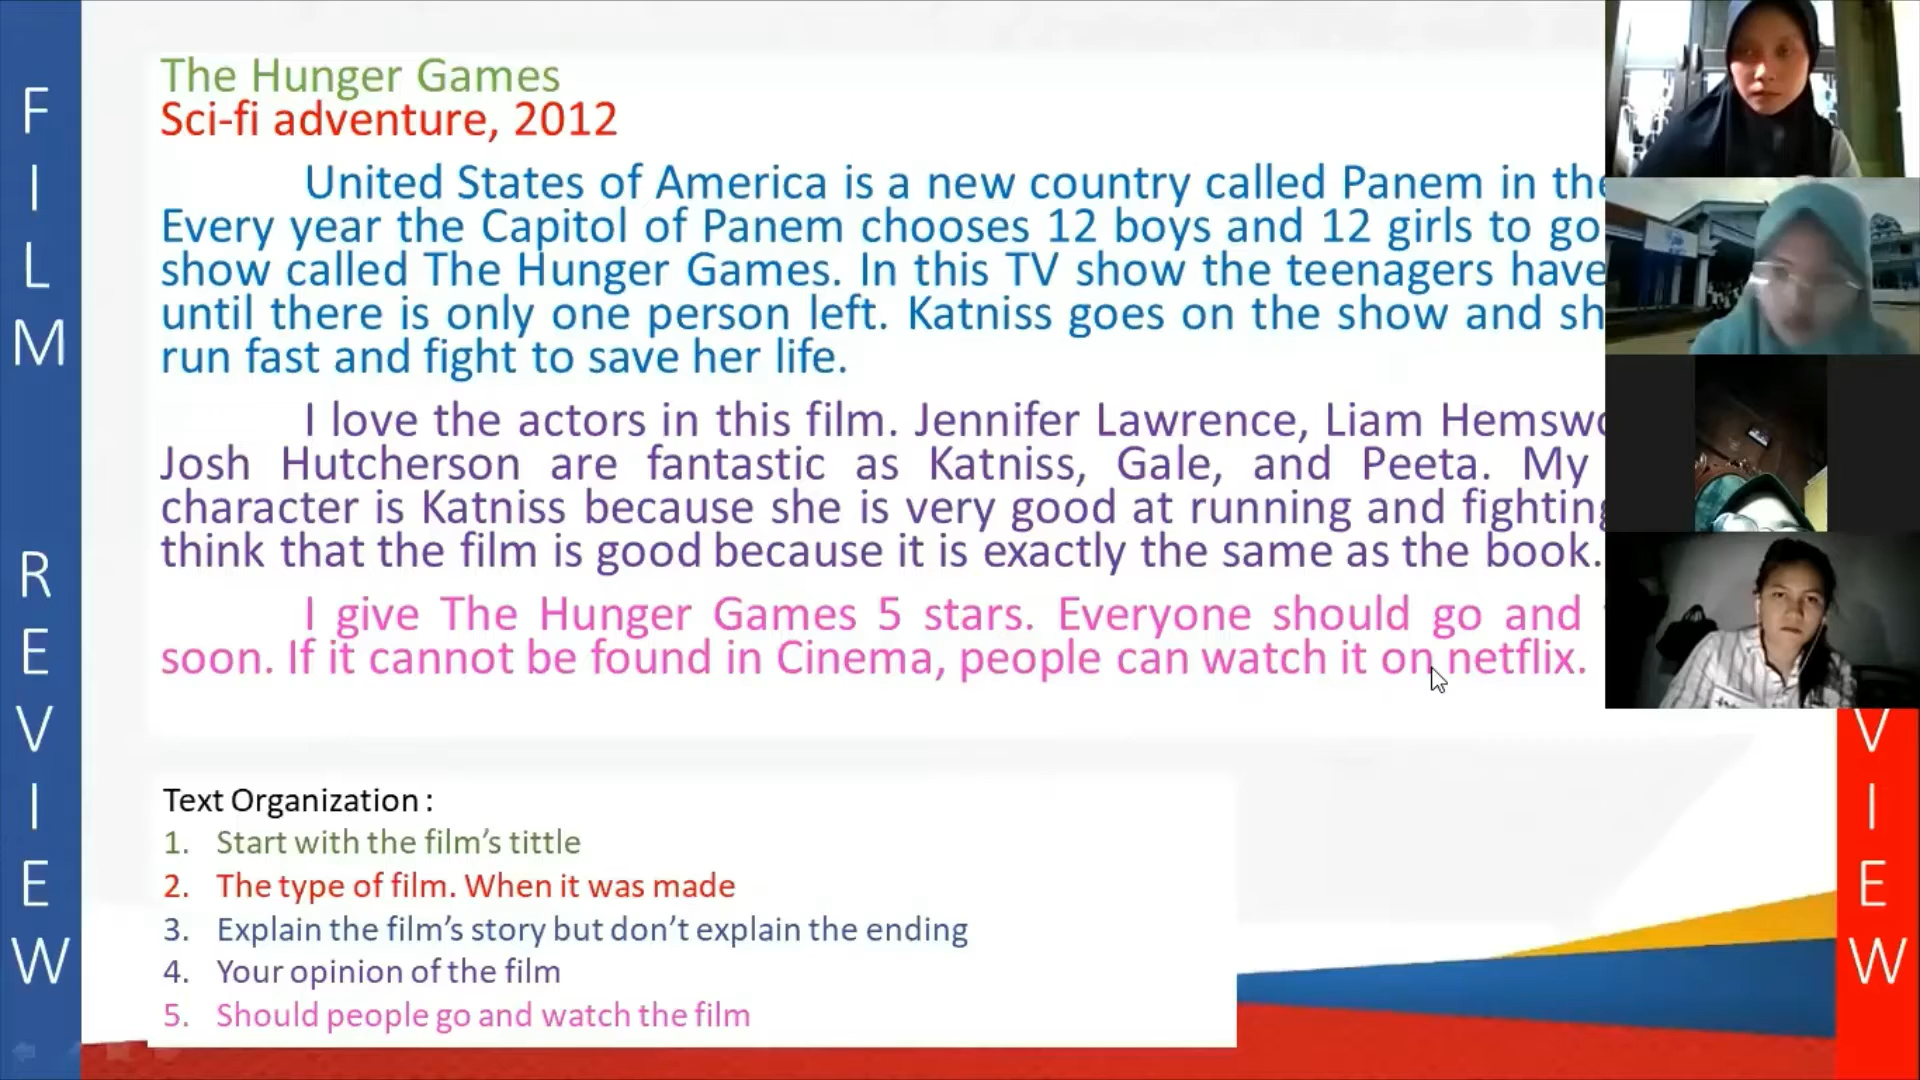 FILM REVIEW
The Hunger Games
Sci-fi adventure, 2012
United States of America is a new country called Panem in the
Every year the Capitol of Panem chooses 12 boys and 12 girls to go
show called The Hunger Games. In this TV show the teenagers have
until there is only one person left. Katniss goes on the show and
run fast and fight to save her life.
I love the actors in this film. Jennifer Lawrence, Liam
Josh Hutcherson are fantastic as Katniss, Gale, and Peeta. My
character is Katniss because she is very good at running and fighting
think that the film is good because it is exactly the same as the book.
I give The Hunger Games 5 stars. Everyone should go and
soon. If it cannot be found in Cinema, people can watch it on netflix.
Text Organization :
1. Start with the film's tittle
2. The type of film. When it was made
3. Explain the film's story but don't explain the ending
4. Your opinion of the film
5. Should people go and watch the film
VIEW